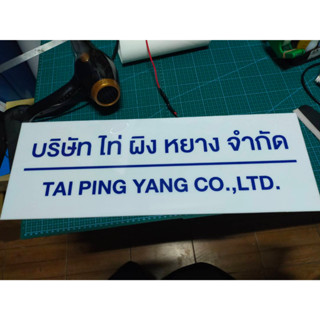 บริษัท ไท่ ผิง หยาง จำกัด
TAI PING YANG CO.,LTD.